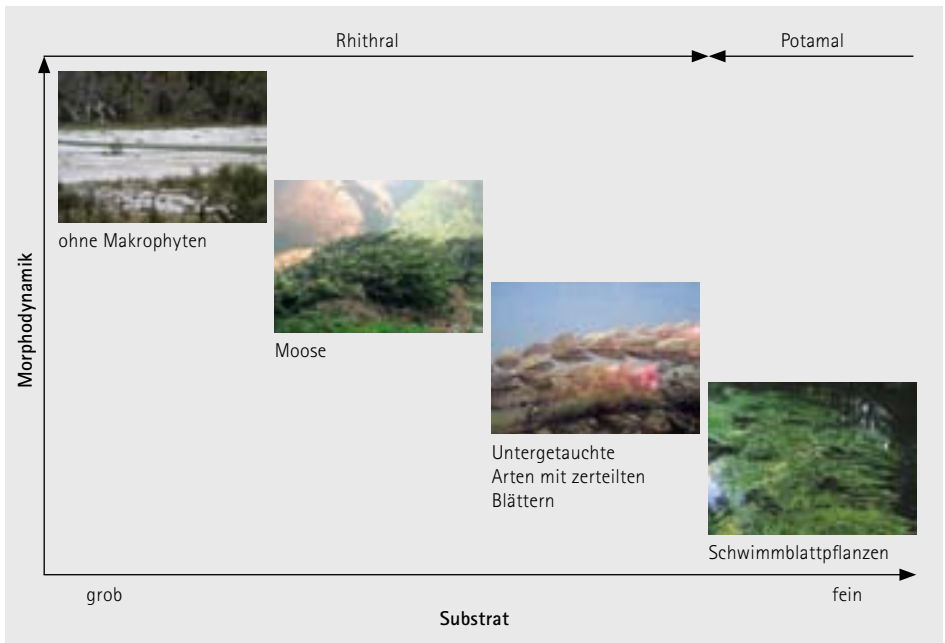 Rhithral
Potamal
ohne Makrophyten
Moose
Untergetauchte
Arten mit zerteilten
Blättern
Schwimmblattpflanzen
Morphodynamik
grob
fein
Substrat